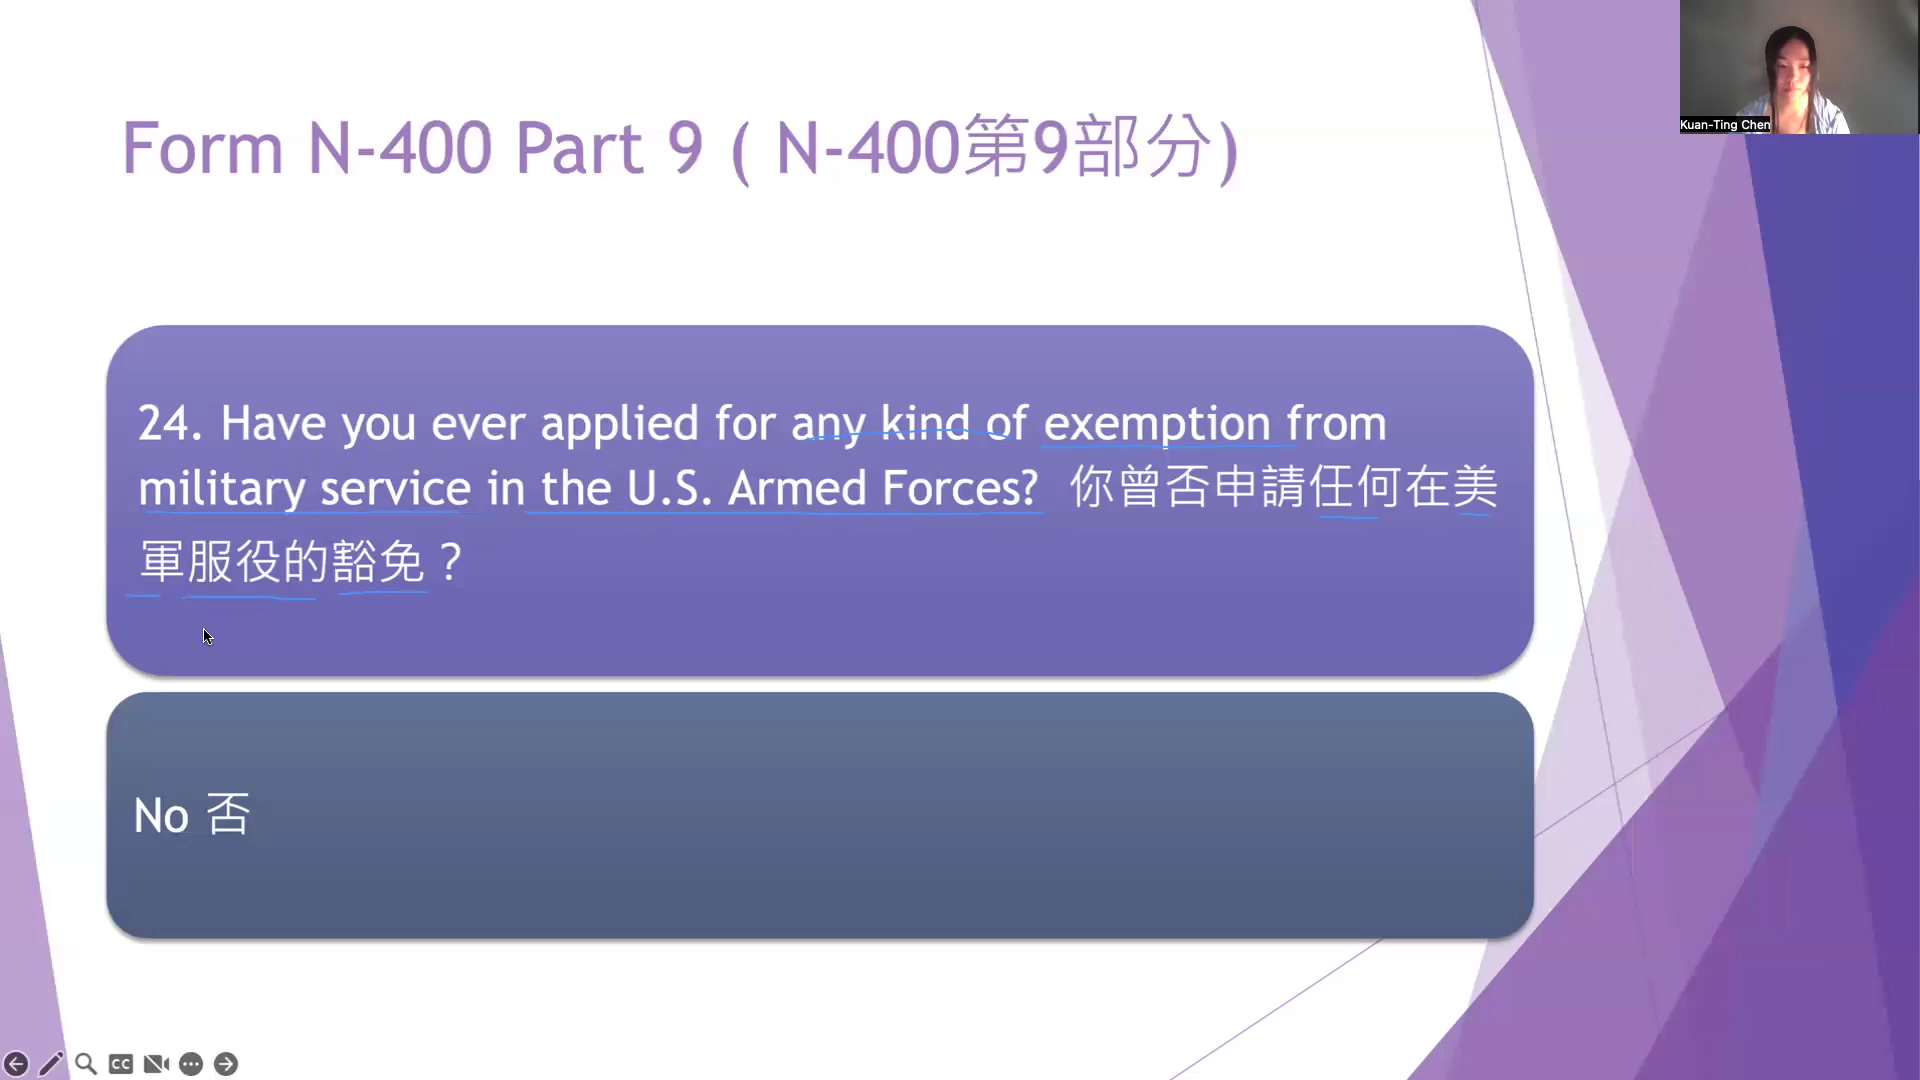 Form N-400 Part 9 ( N-400第9部分)
Kuan-Ting Chen
24. Have you ever applied for any kind of exemption from
military service in the U.S. Armed Forces? 你曾否申請任何在美
軍服役的豁免？
No 否
CC